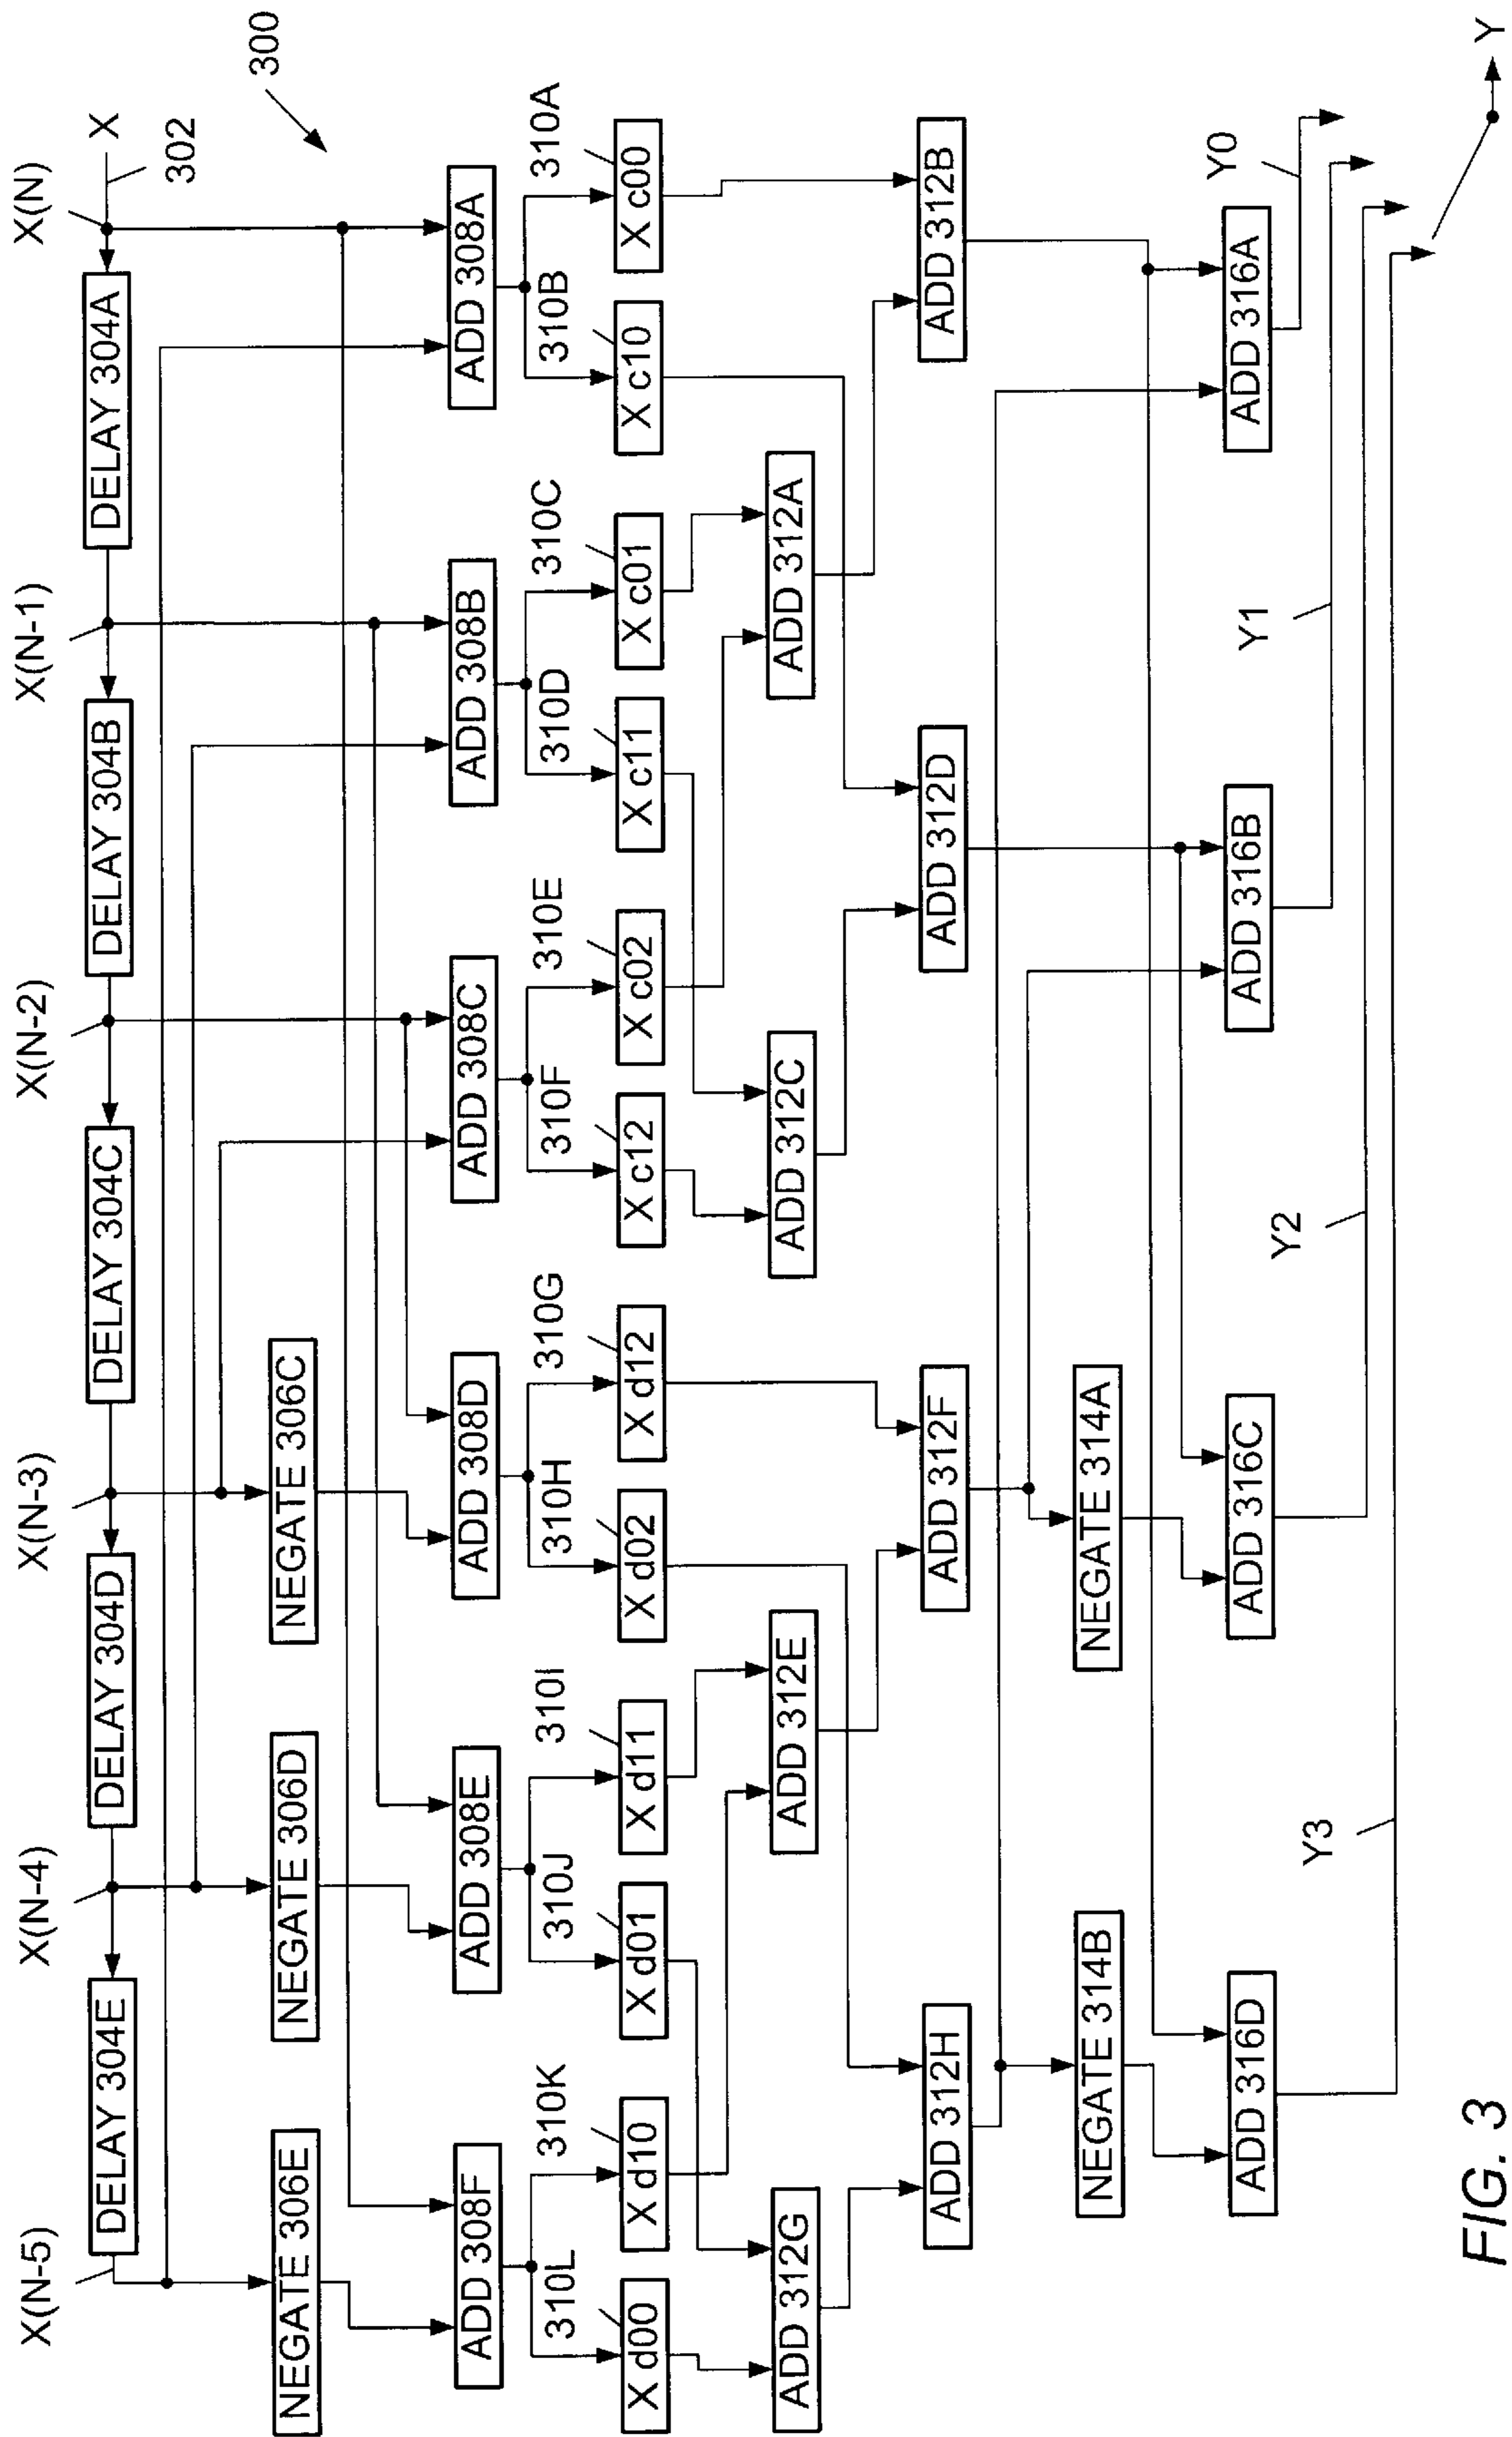 X(N-5)
X(N-4)
X(N-3)
X(N-2)
X(N-1)
X(N)
X
302
300
DELAY 304E
DELAY 304D
DELAY 304C
DELAY 304B
DELAY 304A
NEGATE 306E
NEGATE 306D
NEGATE 306C
ADD 308F
ADD 308E
ADD 308D
ADD 308C
ADD 308B
ADD 308A
310L
310K
310J
310I
310H
310G
310F
310E
310D
310C
310B
310A
X d00
X d10
X d01
X d11
X d02
X d12
X c12
X c02
X c11
X c01
X c10
X c00
ADD 312G
ADD 312E
ADD 312C
ADD 312A
ADD 312H
ADD 312F
ADD 312D
ADD 312B
NEGATE 314B
NEGATE 314A
ADD 316D
ADD 316C
ADD 316B
ADD 316A
Y3
Y2
Y1
Y0
Y
FIG. 3